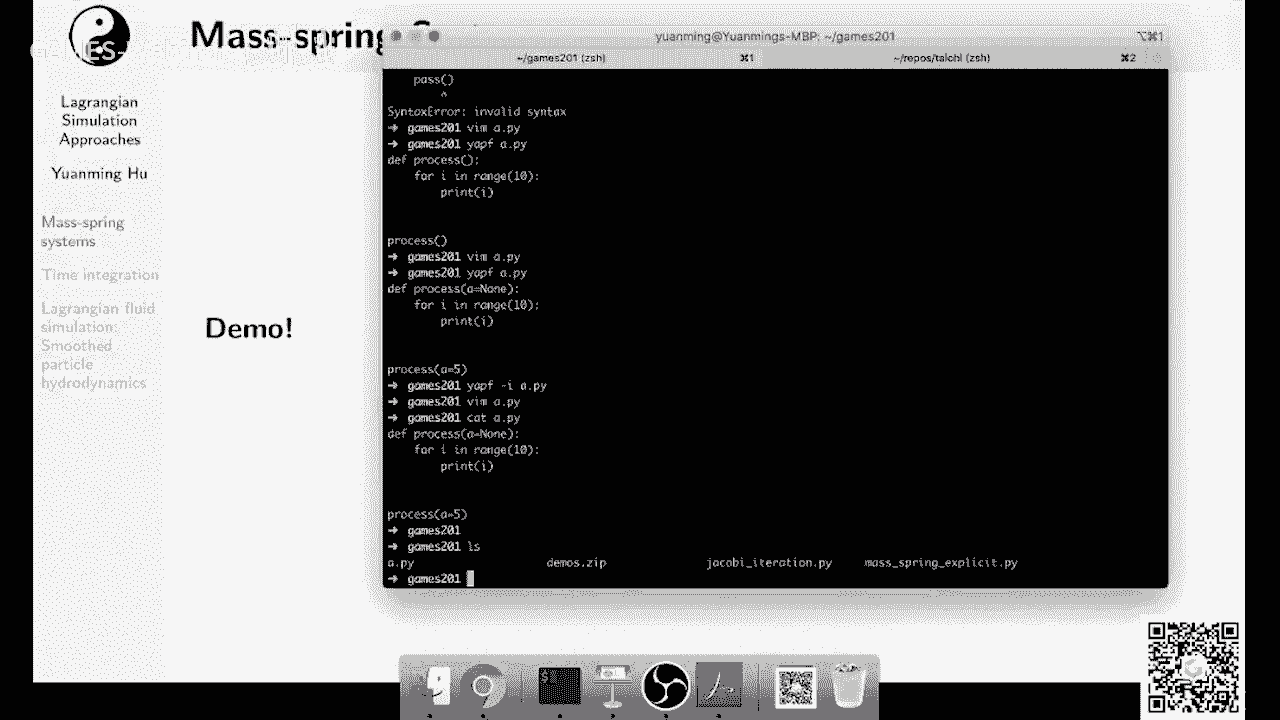 Mass-spring
Lagrangian
Simulation
Approaches
Yuanming Hu
Mass-spring
systems
Time integration
Lagrangian fluid
simulation:
Smoothed
particle
hydrodynamics
Demo!
yuanming@Yuanmings-MBP: ~/games201
⌥⌘1
~/games201 (zsh)
⌘1
~/repos/taichi (zsh)
⌘2
pass()
^
SyntaxError: invalid syntax
→ games201 vim a.py
→ games201 yapf a.py
def process():
for i in range(10):
print(i)
process()
→ games201 vim a.py
→ games201 yapf a.py
def process(a=None):
for i in range(10):
print(i)
process(a=5)
→ games201 yapf -i a.py
→ games201 vim a.py
→ games201 cat a.py
def process(a=None):
for i in range(10):
print(i)
process(a=5)
→ games201
→ games201 ls
a.py demos.zip jacobi_iteration.py mass_spring_explicit.py
→ games201